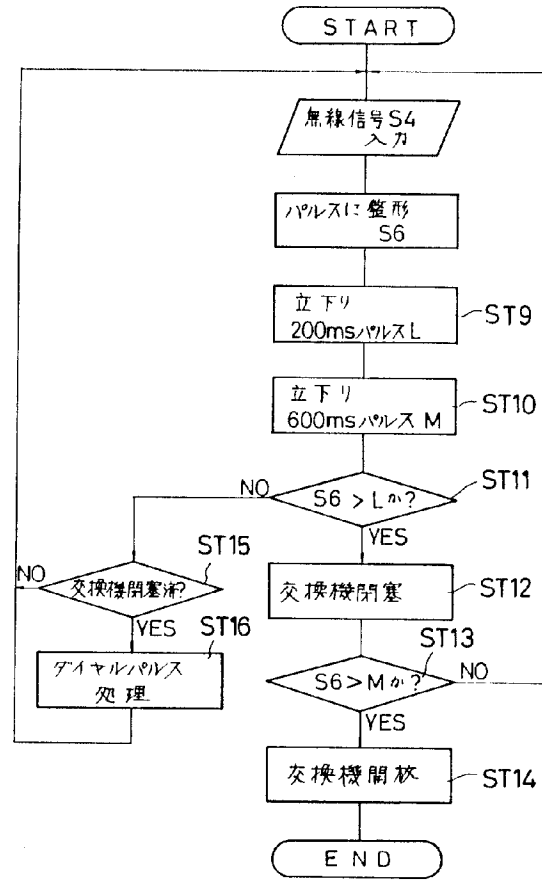 START
無線信号S4
入力
パルスに整形
S6
立下り
200msパルスL
ST9
立下り
600msパルスM
ST10
S6>Lか?
ST11
NO
YES
交換機閉塞済?
ST15
NO
YES
交換機閉塞
ST12
ダイヤルパルス
処理
ST16
S6>Mか?
ST13
NO
YES
交換機開放
ST14
END